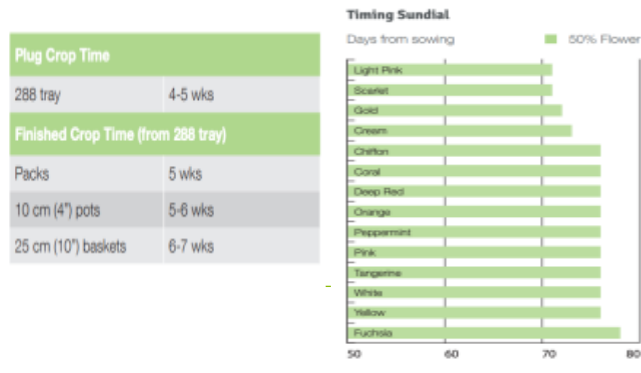 Plug Crop Time
288 tray 4-5 wks
Finished Crop Time (from 288 tray)
Packs 5 wks
10 cm (4") pots 5-6 wks
25 cm (10") baskets 6-7 wks
Timing Sundial
Days from sowing 50% Flower
Light Pink
Scarlet
Gold
Cream
Chiffon
Coral
Deep Red
Orange
Peppermint
Pink
Tangerine
White
Yellow
Fuchsia
50 60 70 80